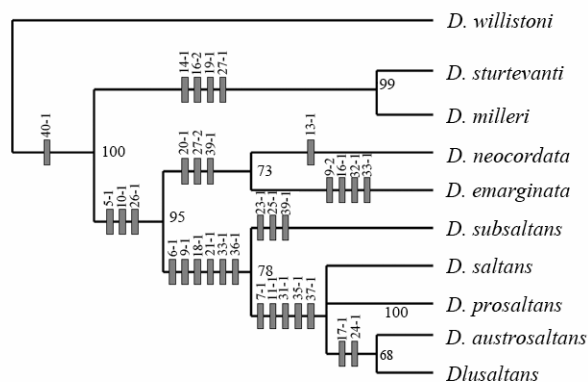 D. willistoni
14-1 16-2 19-1 27-1
99
D. sturtevanti
D. milleri
40-1
100
20-1 27-2 39-1
13-1
73
D. neocordata
9-2 16-1 32-1 33-1
D. emarginata
5-1 10-1 26-1
95
23-1 25-1 39-1
D. subsaltans
6-1 9-1 18-1 21-1 33-1 36-1
78
D. saltans
7-1 11-1 31-1 35-1 37-1
100
D. prosaltans
17-1 24-1
D. austrosaltans
68
Dlusaltans